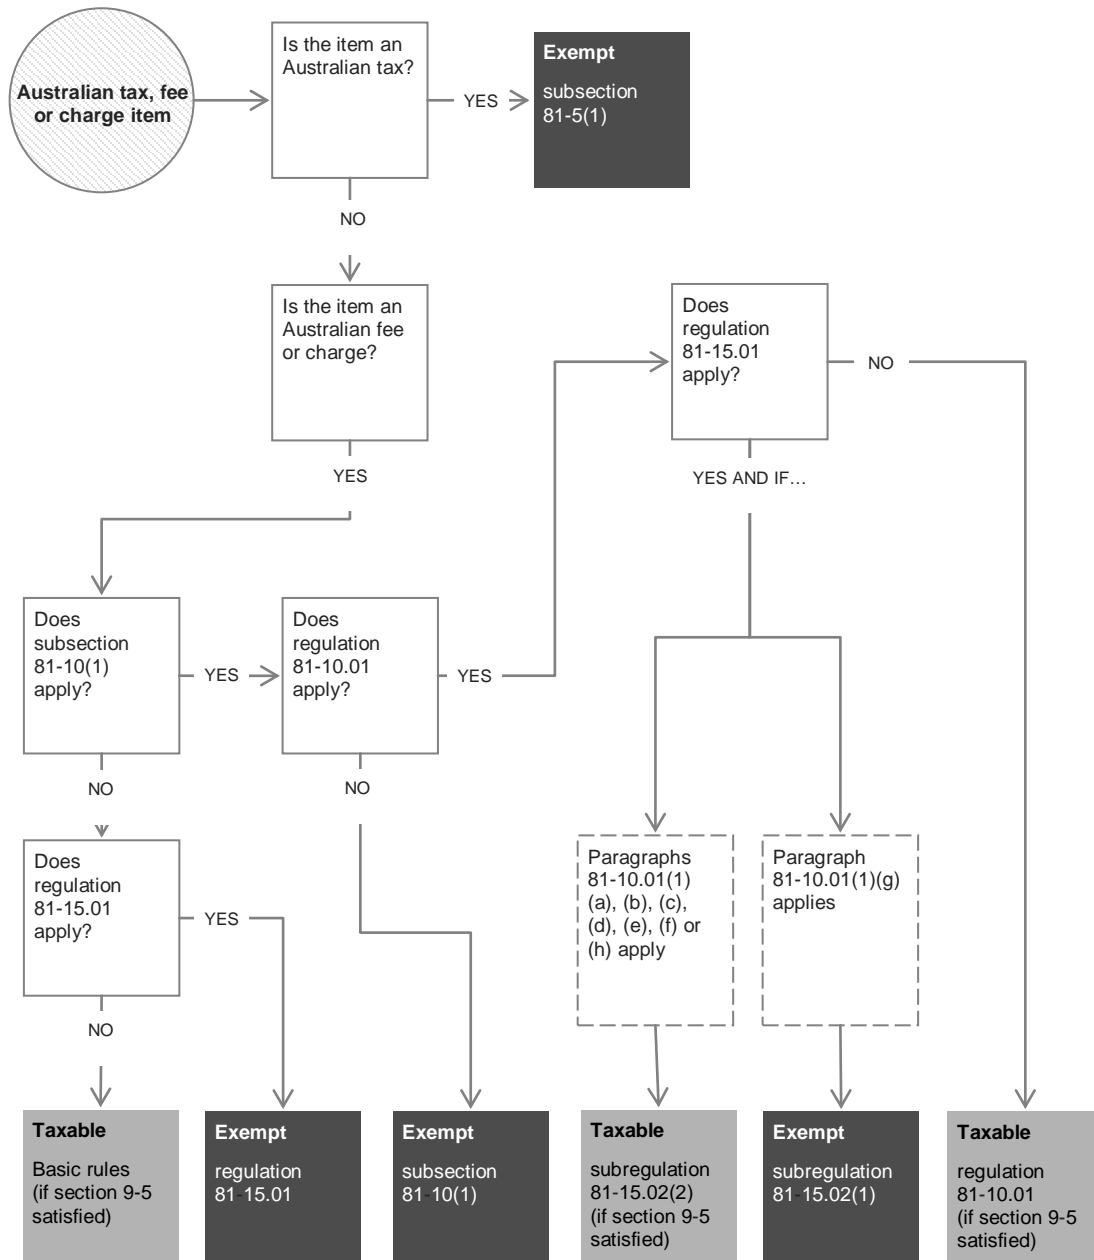 Australian tax, fee
or charge item
Is the item an
Australian tax?
YES
Exempt
subsection
81-5(1)
NO
Is the item an
Australian fee
or charge?
YES
Does
regulation
81-15.01
apply?
NO
YES AND IF…
Does
subsection
81-10(1)
apply?
YES
Does
regulation
81-10.01
apply?
YES
NO
NO
Does
regulation
81-15.01
apply?
YES
NO
Paragraphs
81-10.01(1)
(a), (b), (c),
(d), (e), (f) or
(h) apply
Paragraph
81-10.01(1)(g)
applies
Taxable
Basic rules
(if section 9-5
satisfied)
Exempt
regulation
81-15.01
Exempt
subsection
81-10(1)
Taxable
subregulation
81-15.02(2)
(if section 9-5
satisfied)
Exempt
subregulation
81-15.02(1)
Taxable
regulation
81-10.01
(if section 9-5
satisfied)